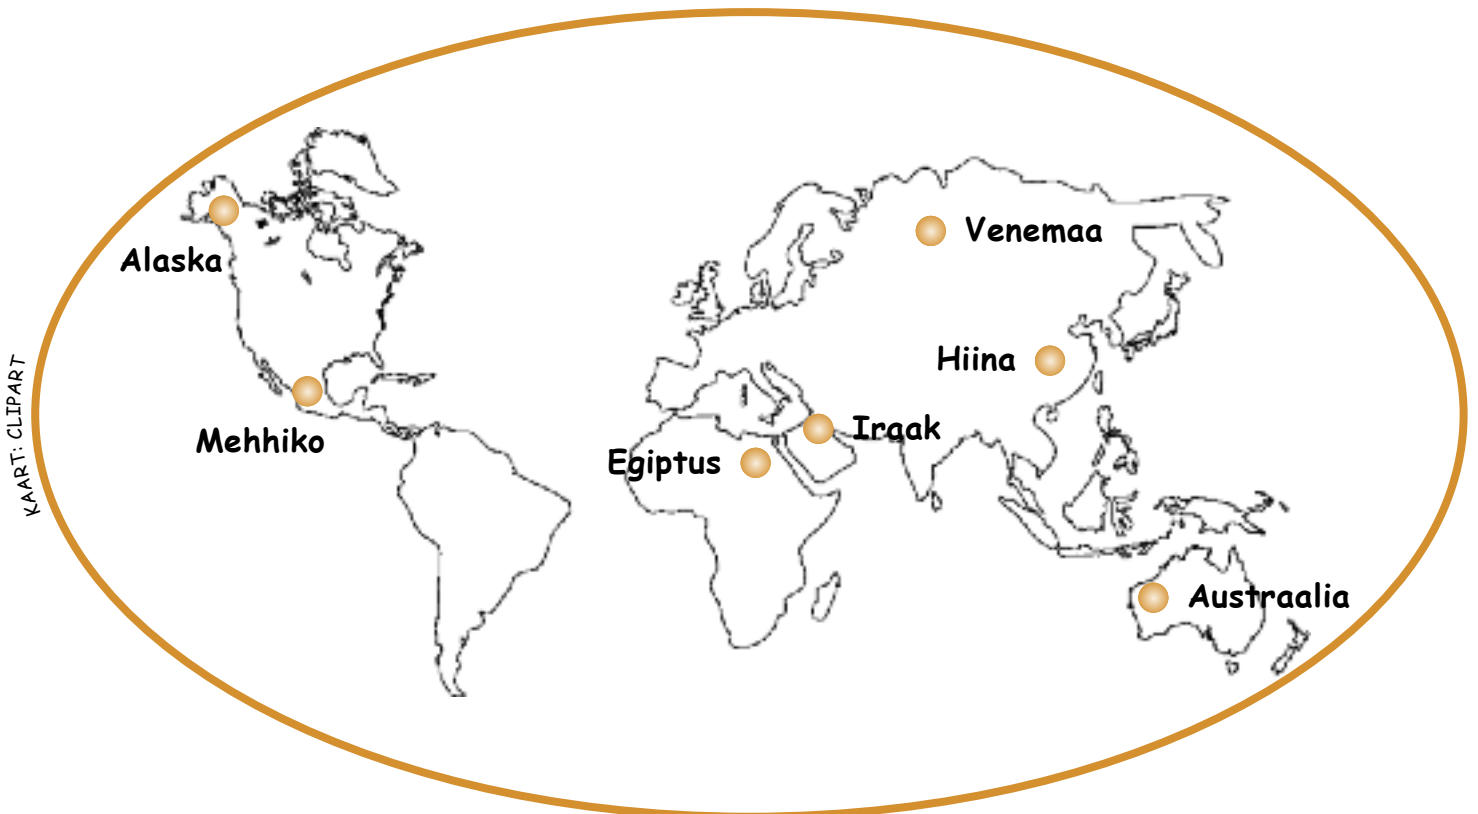 Venemaa
Alaska
Hiina
Iraak
Mehhiko
Egiptus
Austraalia
KAART: CLIPART